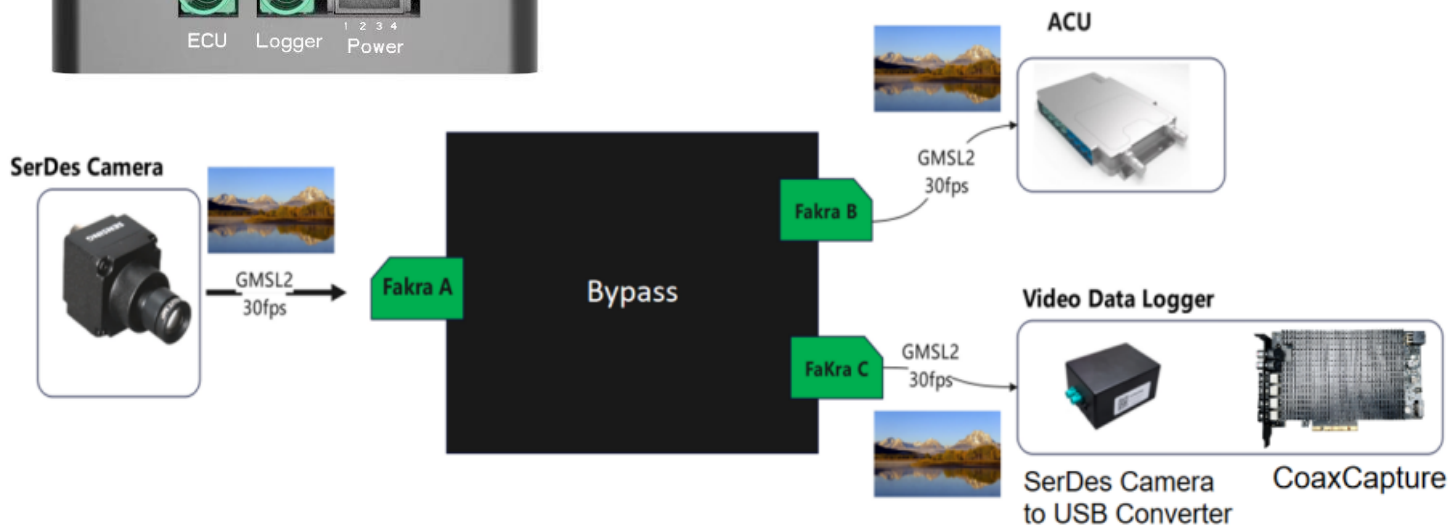 ECU Logger Power
1 2 3 4
ACU
SerDes Camera
GMSL2
30fps
GMSL2
30fps
Fakra A
Bypass
Fakra B
FaKra C
GMSL2
30fps
Video Data Logger
SerDes Camera
to USB Converter
CoaxCapture
SENSING